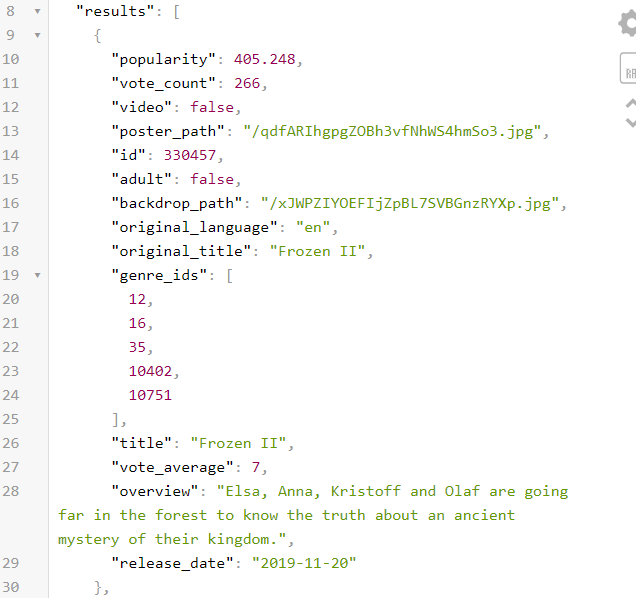 8 "results": [
9 {
10 "popularity": 405.248,
11 "vote_count": 266,
12 "video": false,
13 "poster_path": "/qdfARIhgpgZOBh3vfNhWS4hmSo3.jpg",
14 "id": 330457,
15 "adult": false,
16 "backdrop_path": "/xJWPZIYOEFIjZpBL7SVBGnzRYXp.jpg",
17 "original_language": "en",
18 "original_title": "Frozen II",
19 "genre_ids": [
20 12,
21 16,
22 35,
23 10402,
24 10751
25 ],
26 "title": "Frozen II",
27 "vote_average": 7,
28 "overview": "Elsa, Anna, Kristoff and Olaf are going
far in the forest to know the truth about an ancient
mystery of their kingdom.",
29 "release_date": "2019-11-20"
30 },